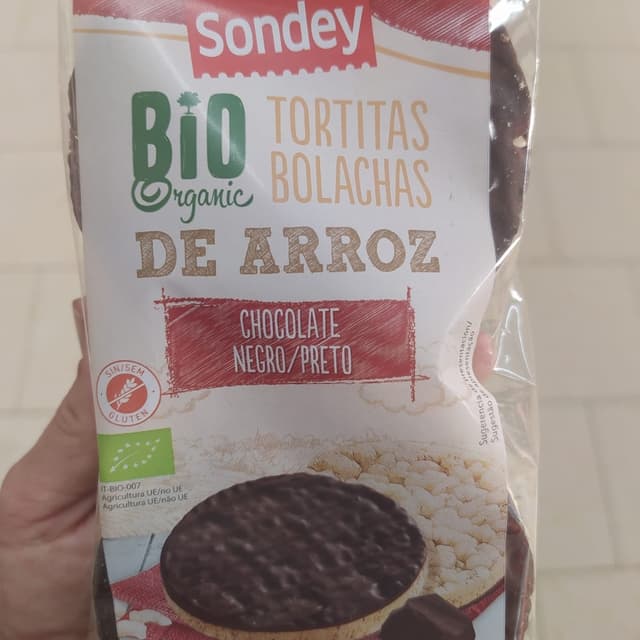 Sondey
BIO
Organic
TORTITAS
BOLACHAS
DE ARROZ
CHOCOLATE
NEGRO/PRETO
SIN/SEM
GLUTEN
IT-BIO-007
Agricultura UE/no UE
Agricultura UE/não UE
Sugerencia